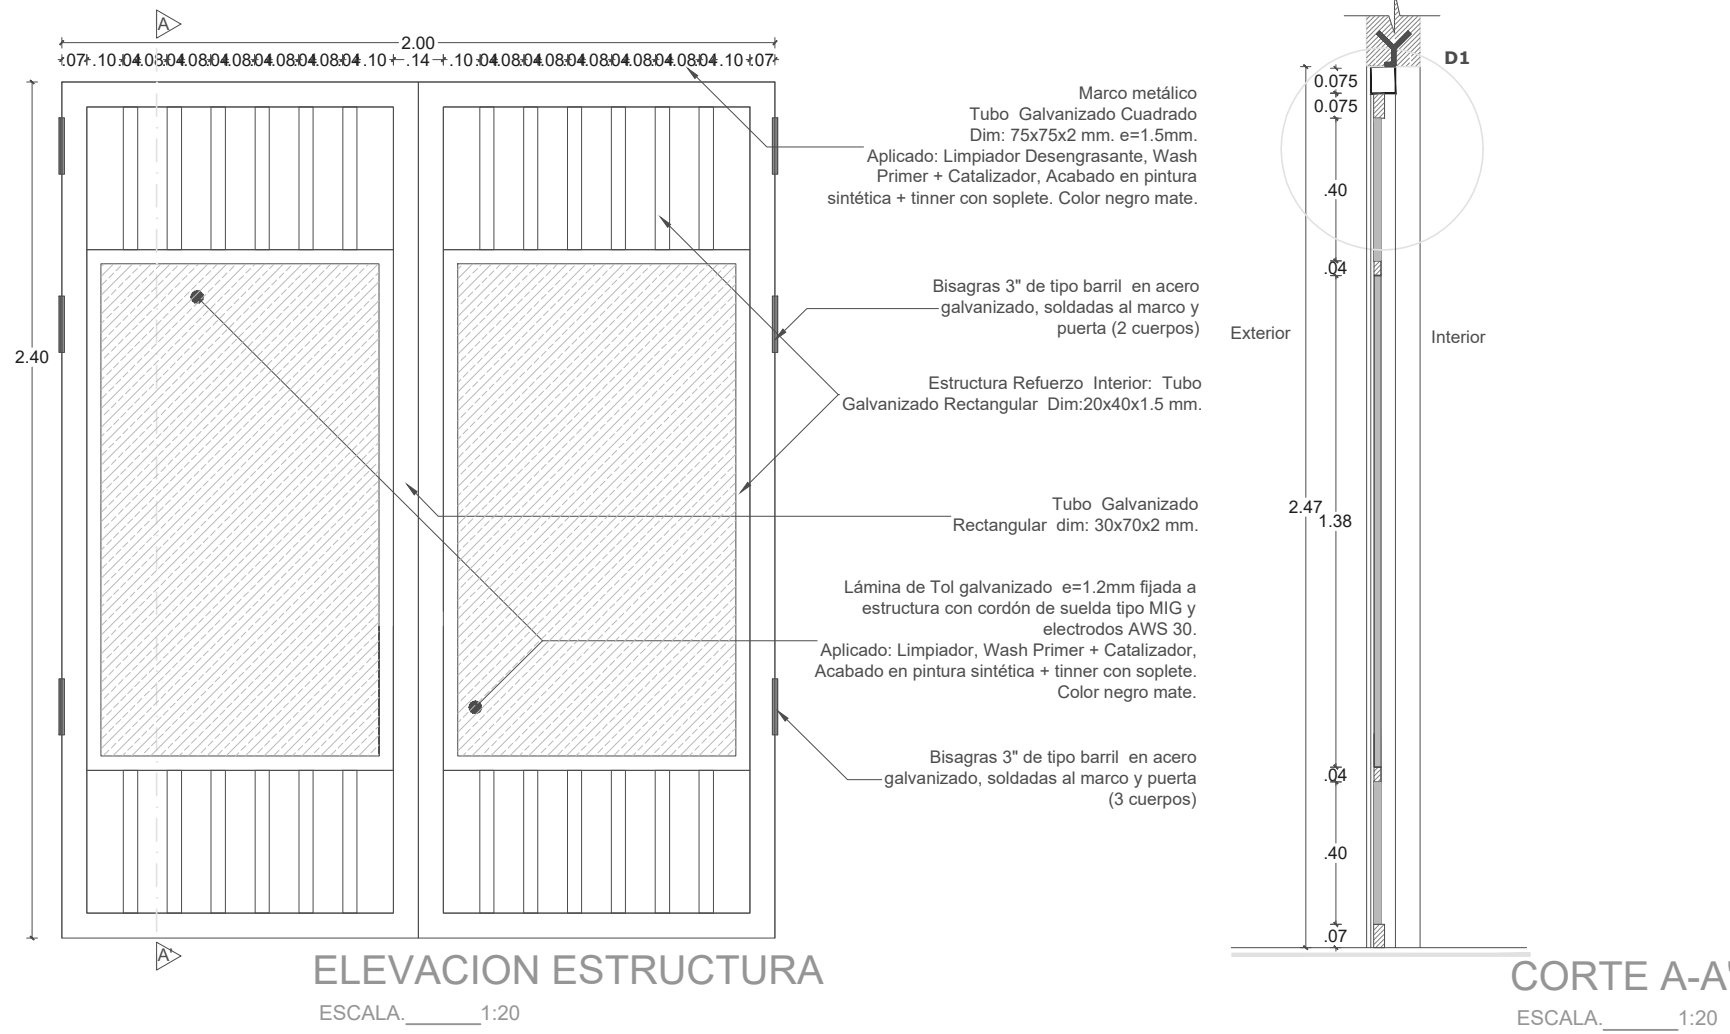 A
2.00
.07 .10 .04 .08 .04 .08 .04 .08 .04 .08 .04 .08 .04 .10 .14 .10 .04 .08 .04 .08 .04 .08 .04 .08 .04 .08 .04 .10 .07
2.40
Marco metálico
Tubo Galvanizado Cuadrado
Dim: 75x75x2 mm. e=1.5mm.
Aplicado: Limpiador Desengrasante, Wash
Primer + Catalizador, Acabado en pintura
sintética + tinner con soplete. Color negro mate.
Bisagras 3" de tipo barril en acero
galvanizado, soldadas al marco y
puerta (2 cuerpos)
Estructura Refuerzo Interior: Tubo
Galvanizado Rectangular Dim:20x40x1.5 mm.
Tubo Galvanizado
Rectangular dim: 30x70x2 mm.
Lámina de Tol galvanizado e=1.2mm fijada a
estructura con cordón de suelda tipo MIG y
electrodos AWS 30.
Aplicado: Limpiador, Wash Primer + Catalizador,
Acabado en pintura sintética + tinner con soplete.
Color negro mate.
Bisagras 3" de tipo barril en acero
galvanizado, soldadas al marco y puerta
(3 cuerpos)
A'
ELEVACION ESTRUCTURA
ESCALA.______1:20
D1
0.075
0.075
.40
.04
Exterior
Interior
2.47
1.38
.04
.40
.07
CORTE A-A'
ESCALA.______1:20